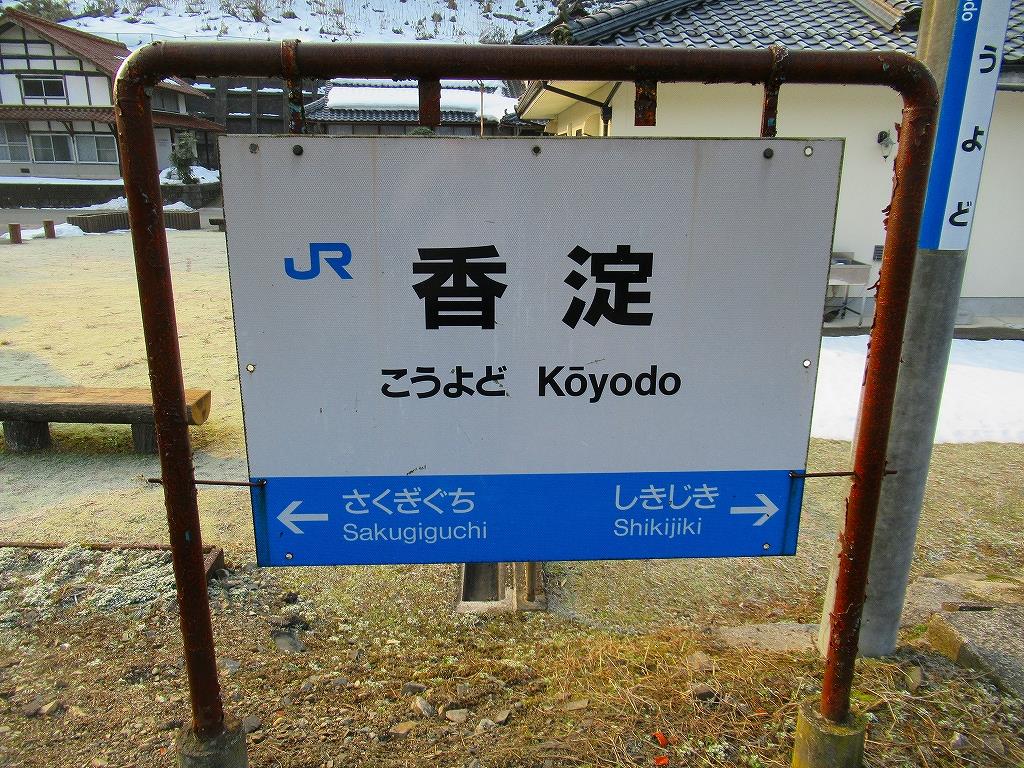 JR 香淀
こうよど Kōyodo
← さくぎぐち しきじき →
Sakugiguchi Shikijiki
うよど
odo